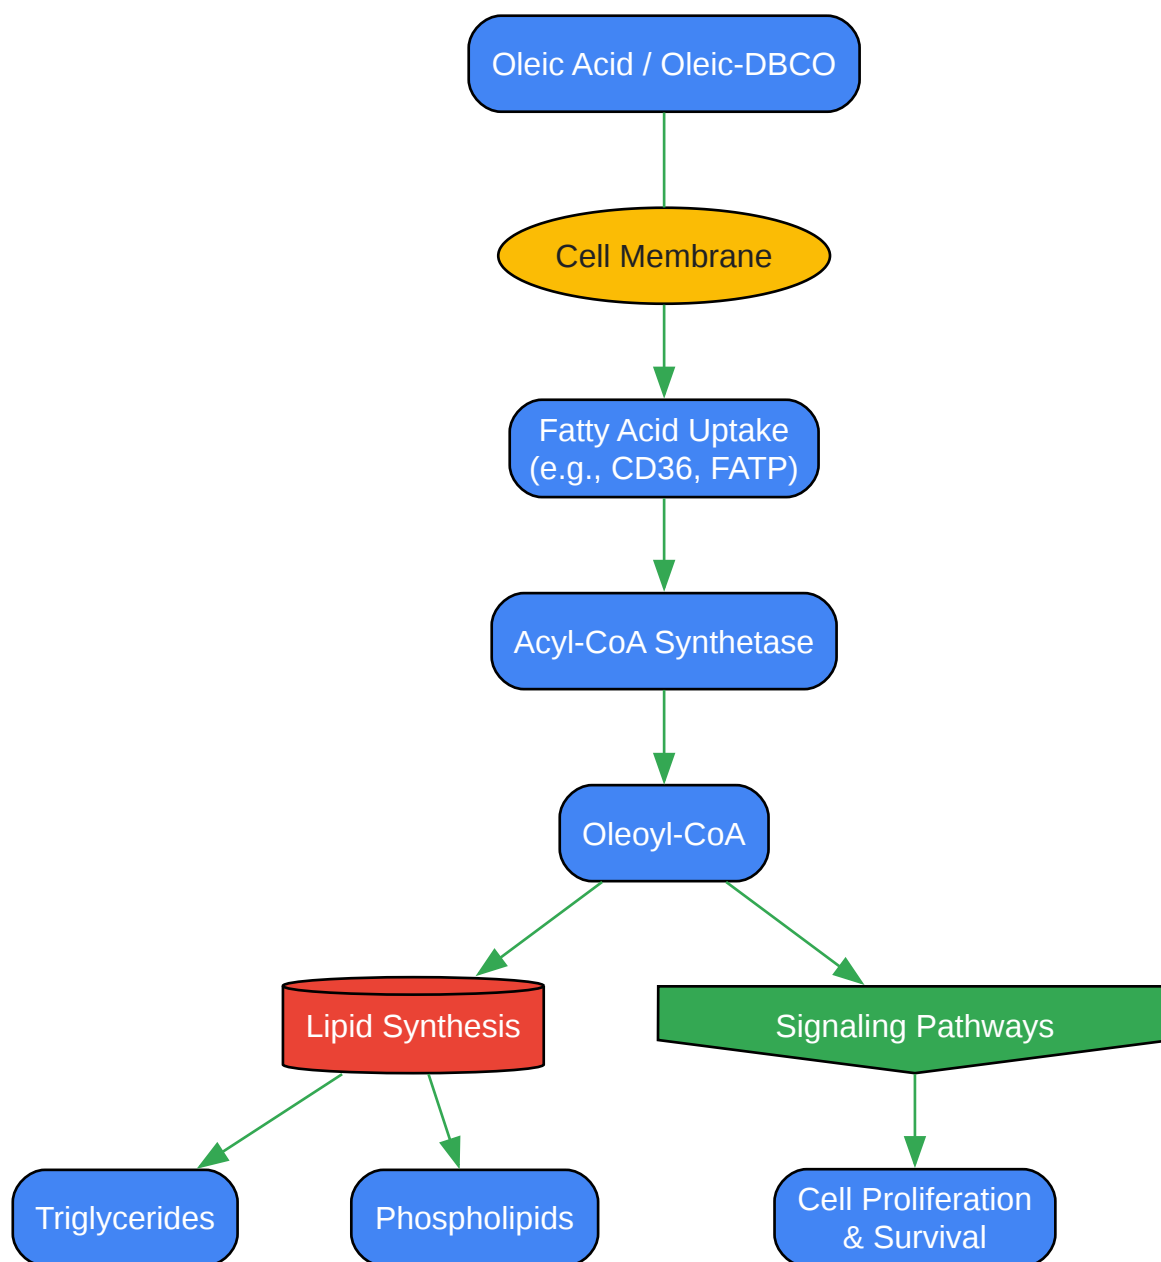 Oleic Acid / Oleic-DBCO
Cell Membrane
Fatty Acid Uptake
(e.g., CD36, FATP)
Acyl-CoA Synthetase
Oleoyl-CoA
Lipid Synthesis
Signaling Pathways
Triglycerides
Phospholipids
Cell Proliferation
& Survival